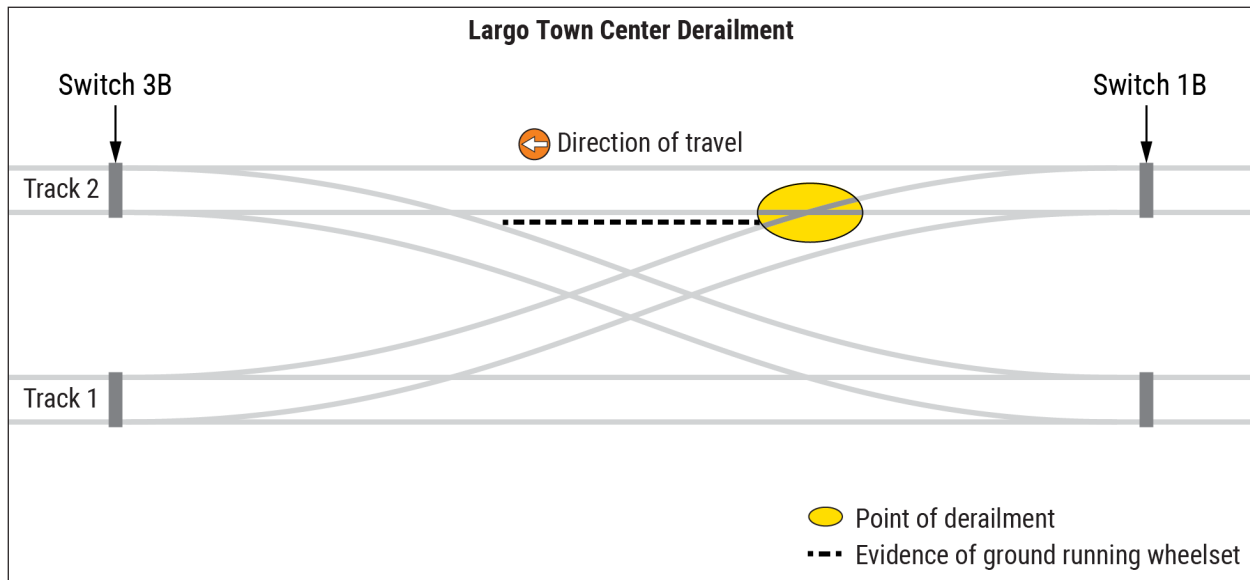 Largo Town Center Derailment
Switch 3B
Switch 1B
Direction of travel
Track 2
Track 1
Point of derailment
Evidence of ground running wheelset